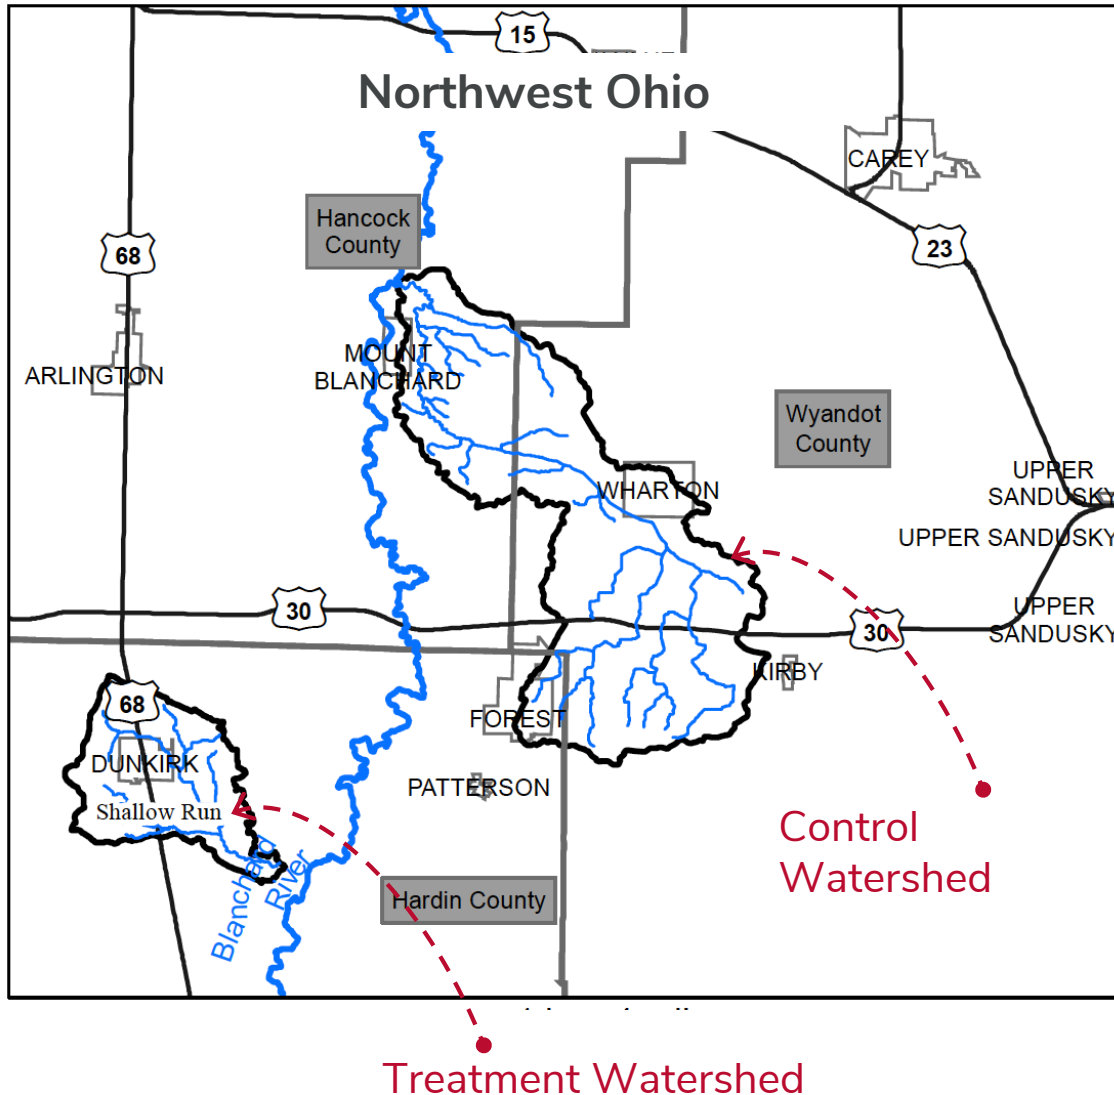 15
Northwest Ohio
CAREY
Hancock
County
68
23
MOUNT
BLANCHARD
ARLINGTON
Wyandot
County
UPPER
SANDUSKY
WHARTON
UPPER SANDUSKY
30
UPPER
SANDUSKY
30
KIRBY
68
FOREST
DUNKIRK
PATTERSON
Shallow Run
Control
Watershed
Blanchard
River
Hardin County
Treatment Watershed